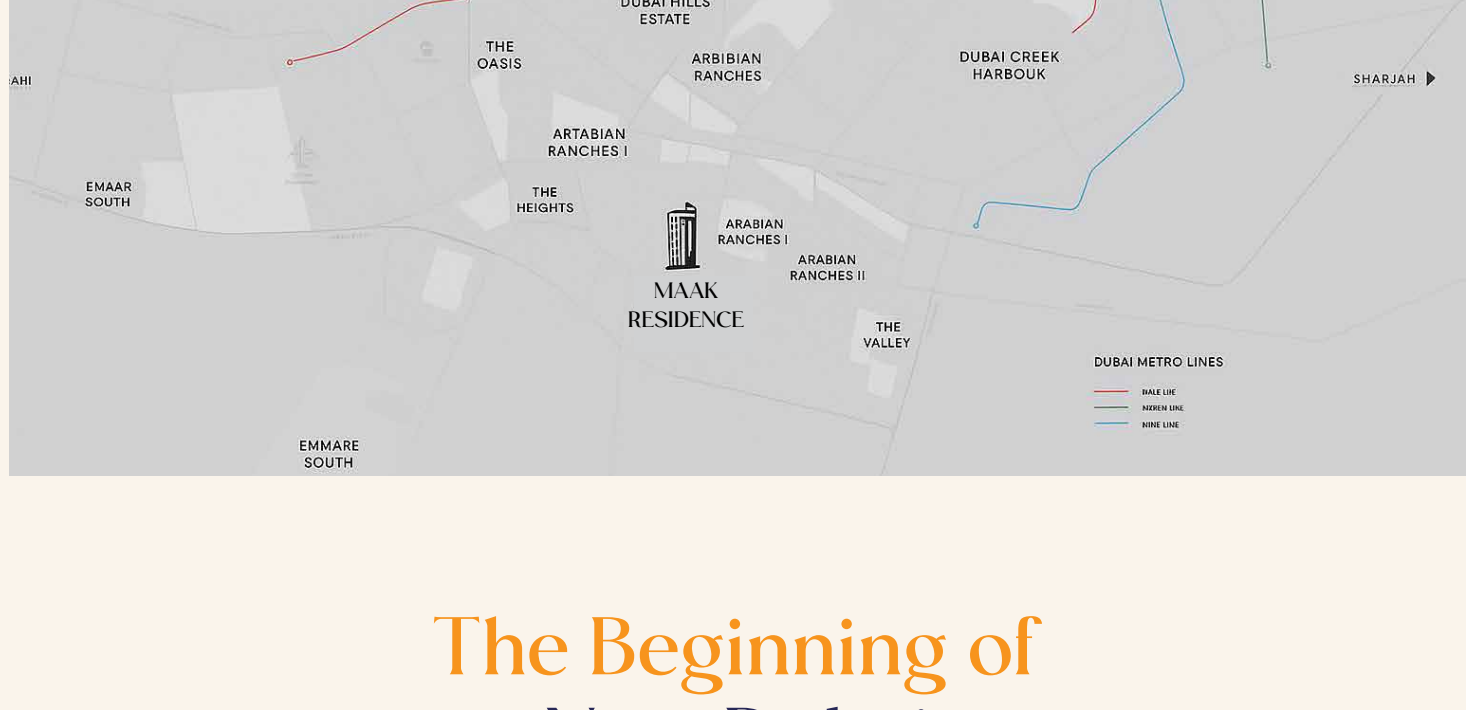 DUBAI HILLS
ESTATE
THE
OASIS
ARBIBIAN
RANCHES
DUBAI CREEK
HARBOUK
AHI
SHARJAH
ARTABIAN
RANCHES I
EMAAR
SOUTH
THE
HEIGHTS
ARABIAN
RANCHES I
ARABIAN
RANCHES II
MAAK
RESIDENCE
THE
VALLEY
DUBAI METRO LINES
NINE LINE
EMMARE
SOUTH
The Beginning of